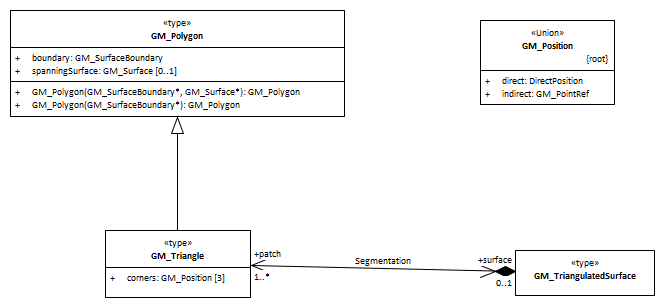 «type»
GM_Polygon
+ boundary: GM_SurfaceBoundary
+ spanningSurface: GM_Surface [0..1]
+ GM_Polygon(GM_SurfaceBoundary*, GM_Surface*): GM_Polygon
+ GM_Polygon(GM_SurfaceBoundary*): GM_Polygon
«Union»
GM_Position
{root}
+ direct: DirectPosition
+ indirect: GM_PointRef
«type»
GM_Triangle
+ corners: GM_Position [3]
+patch
1..*
Segmentation
+surface
0..1
«type»
GM_TriangulatedSurface